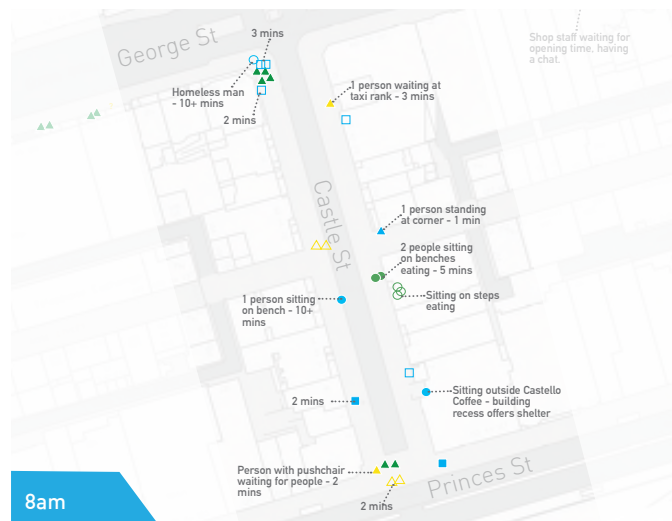 Shop staff waiting for
opening time, having
a chat.
George St
3 mins
Homeless man
- 10+ mins
2 mins
1 person waiting at
taxi rank - 3 mins
Castle St
1 person standing
at corner - 1 min
2 people sitting
on benches
eating - 5 mins
Sitting on steps
eating
1 person sitting
on bench - 10+
mins
2 mins
Sitting outside Castello
Coffee - building
recess offers shelter
Person with pushchair
waiting for people - 2
mins
2 mins
Princes St
8am